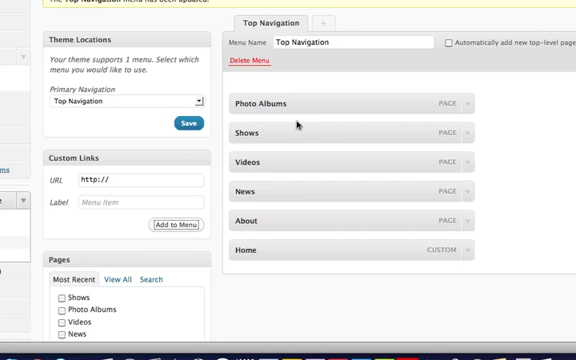 Top Navigation menu has been updated.
Top Navigation
+
Theme Locations
Menu Name Top Navigation Automatically add new top-level page
Your theme supports 1 menu. Select which menu you would like to use.
Delete Menu
Primary Navigation
Top Navigation
Save
Photo Albums PAGE
Shows PAGE
Videos PAGE
News PAGE
About PAGE
Home CUSTOM
Custom Links
URL http://
Label Menu Item
Add to Menu
Pages
Most Recent View All Search
Shows
Photo Albums
Videos
News